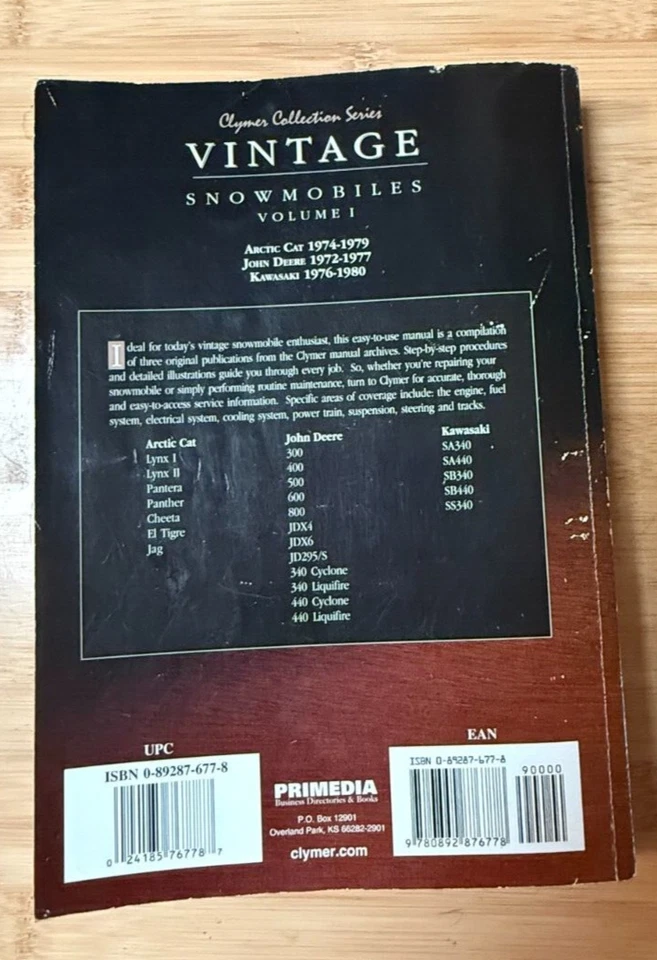 Clymer Collection Series
VINTAGE
SNOWMOBILES
VOLUME I
ARCTIC CAT 1974-1979
JOHN DEERE 1972-1977
KAWASAKI 1976-1980
Ideal for today's vintage snowmobile enthusiast, this easy-to-use manual is a compilation
of three original publications from the Clymer manual archives. Step-by-step procedures
and detailed illustrations guide you through every job. So, whether you're repairing your
snowmobile or simply performing routine maintenance, turn to Clymer for accurate, thorough
and easy-to-access service information. Specific areas of coverage include: the engine, fuel
system, electrical system, cooling system, power train, suspension, steering and tracks.
Arctic Cat
Lynx I
Lynx II
Pantera
Panther
Cheeta
El Tigre
Jag
John Deere
300
400
500
600
800
JDX4
JDX6
JD295/S
340 Cyclone
340 Liquifire
440 Cyclone
440 Liquifire
Kawasaki
SA340
SA440
SB340
SB440
SS340
UPC
ISBN 0-89287-677-8
0 24185 76778 7
PRIMEDIA
Business Directories & Books
P.O. Box 12901
Overland Park, KS 66282-2901
clymer.com
EAN
ISBN 0-89287-677-8
90000
9 780892 876778